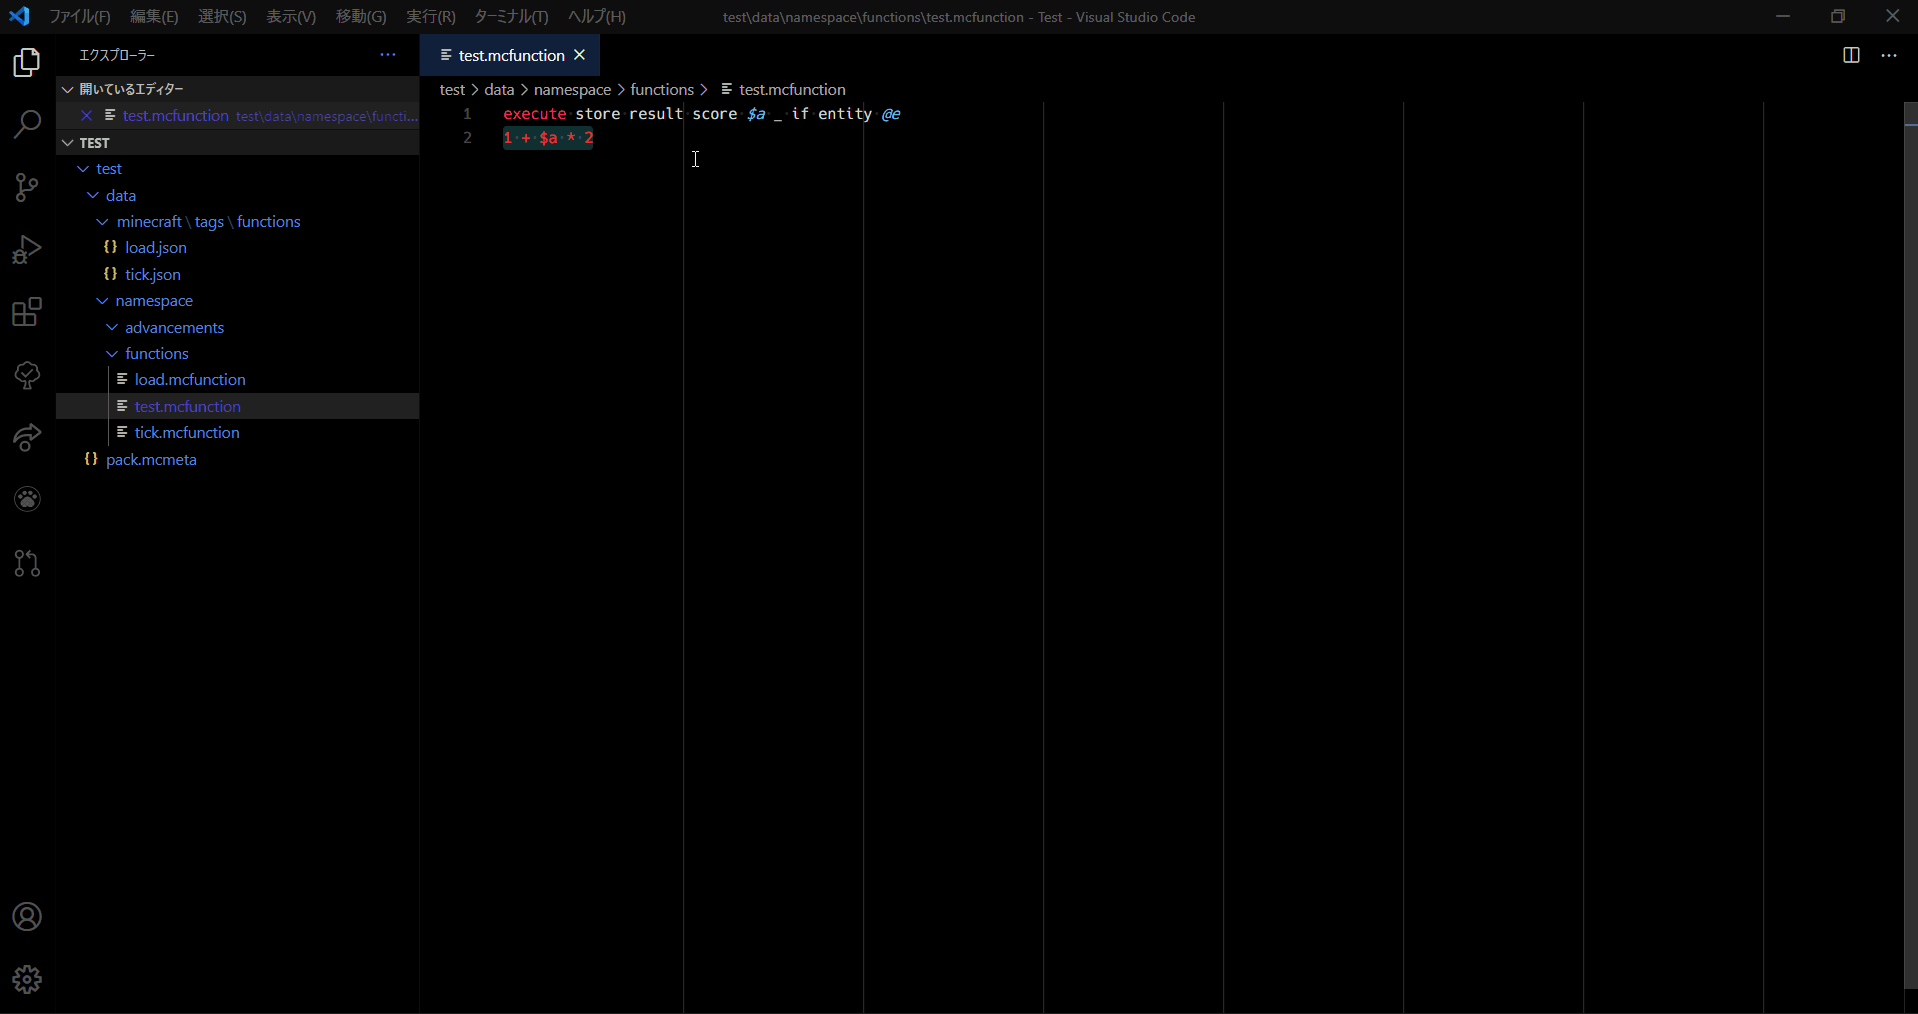 ファイル(F) 編集(E) 選択(S) 表示(V) 移動(G) 実行(R) ターミナル(T) ヘルプ(H) test\data\namespace\functions\test.mcfunction - Test - Visual Studio Code
エクスプローラー
開いているエディター
test.mcfunction test\data\namespace\functi...
TEST
test
data
minecraft \ tags \ functions
{} load.json
{} tick.json
namespace
advancements
functions
load.mcfunction
test.mcfunction
tick.mcfunction
{} pack.mcmeta
test.mcfunction
test > data > namespace > functions > test.mcfunction
1 execute store result score $a _ if entity @e
2 1 + $a * 2